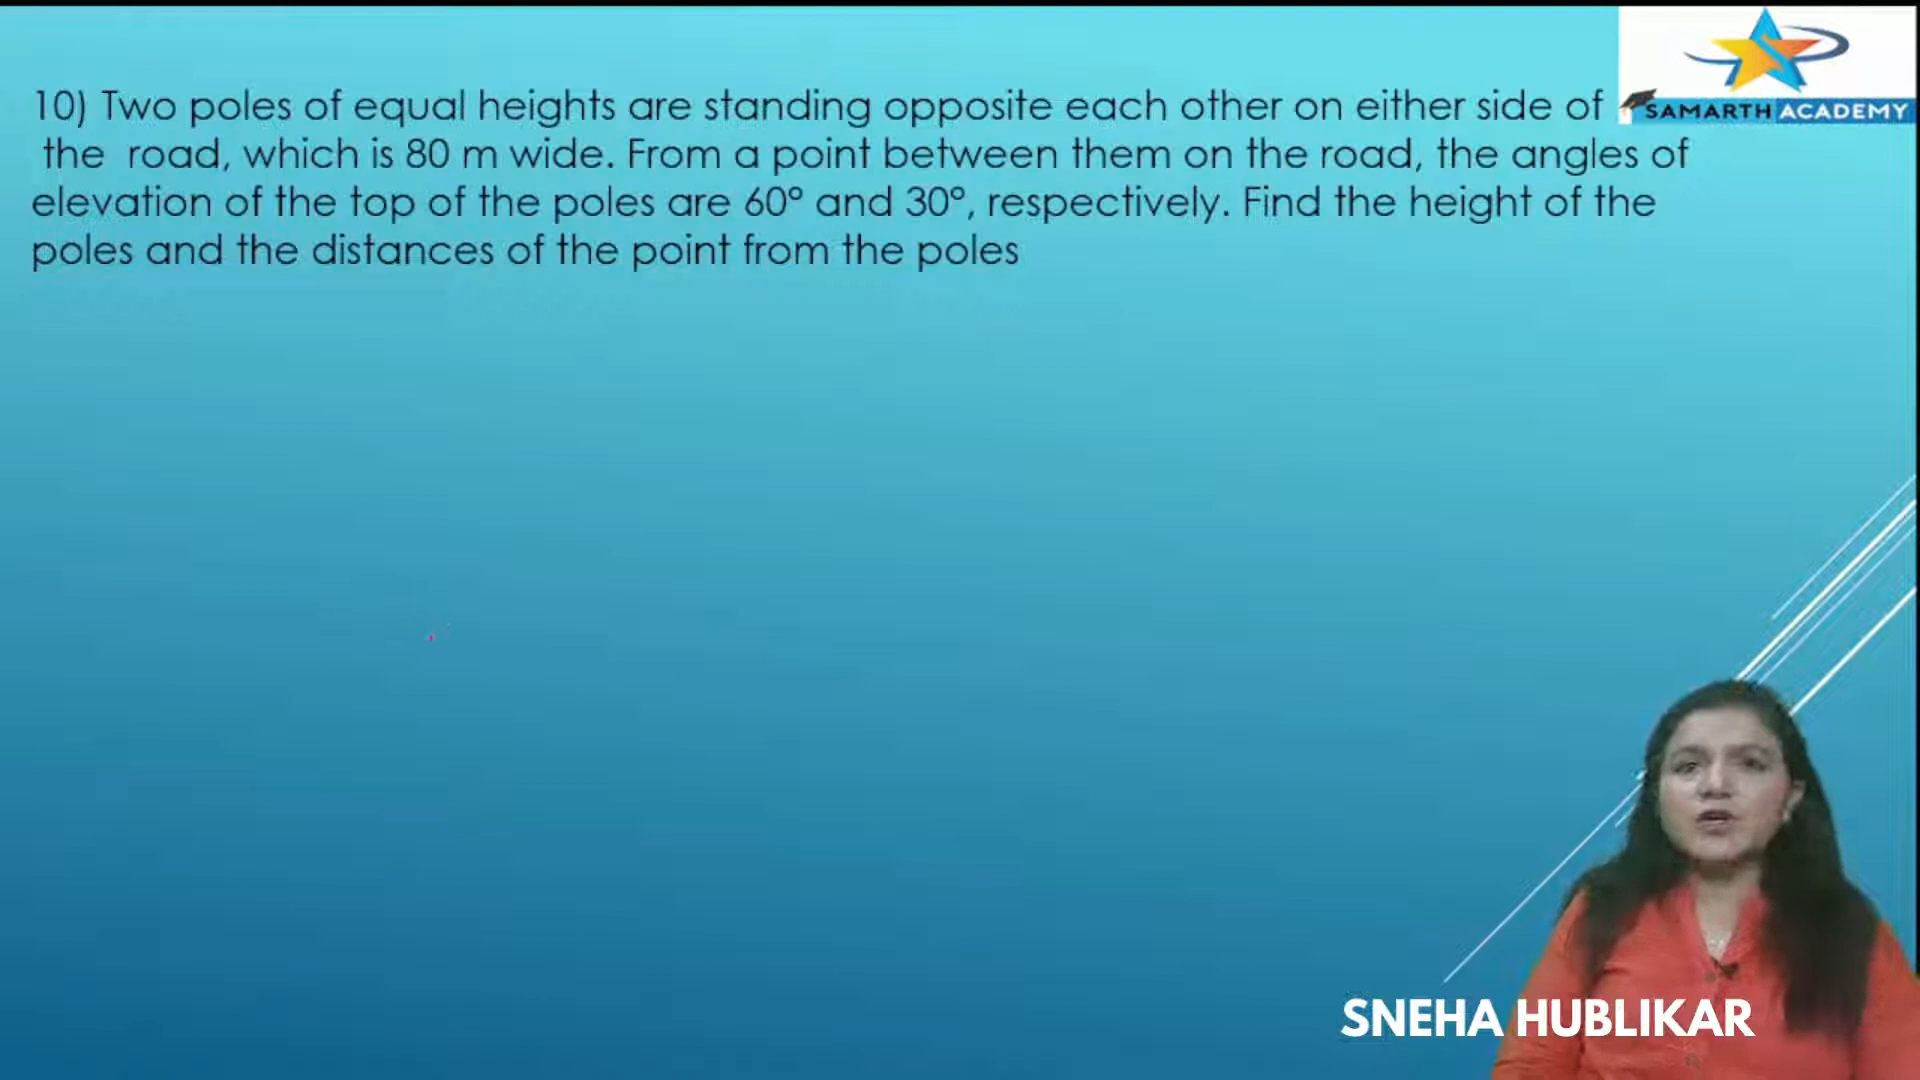 SAMARTH ACADEMY
10) Two poles of equal heights are standing opposite each other on either side of
the road, which is 80 m wide. From a point between them on the road, the angles of
elevation of the top of the poles are 60° and 30°, respectively. Find the height of the
poles and the distances of the point from the poles
SNEHA HUBLIKAR